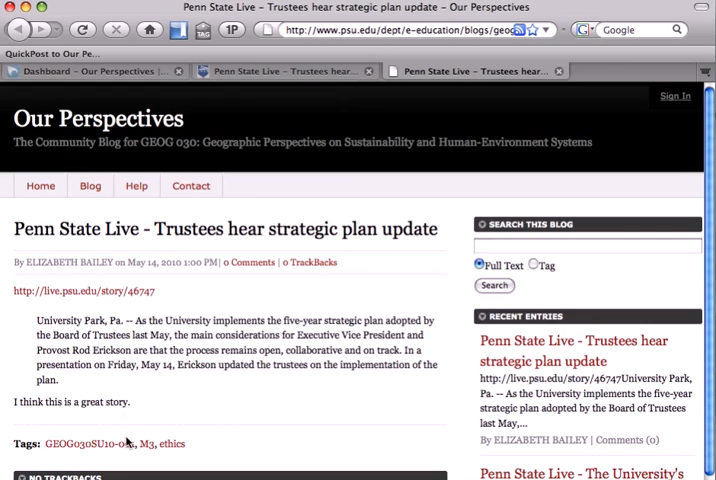 Penn State Live - Trustees hear strategic plan update - Our Perspectives
1P
http://www.psu.edu/dept/e-education/blogs/geog
Google
TAG
QuickPost to Our Pe...
Dashboard - Our Perspectives |...
Penn State Live - Trustees hear...
Penn State Live - Trustees hear...
Sign In
Our Perspectives
The Community Blog for GEOG 030: Geographic Perspectives on Sustainability and Human-Environment Systems
Home
Blog
Help
Contact
Penn State Live - Trustees hear strategic plan update
By ELIZABETH BAILEY on May 14, 2010 1:00 PM| 0 Comments | 0 TrackBacks
http://live.psu.edu/story/46747
University Park, Pa. -- As the University implements the five-year strategic plan adopted by
the Board of Trustees last May, the main considerations for Executive Vice President and
Provost Rod Erickson are that the process remains open, collaborative and on track. In a
presentation on Friday, May 14, Erickson updated the trustees on the implementation of the
plan.
I think this is a great story.
Tags: M3, ethics
NO TRACKBACKS
SEARCH THIS BLOG
Full Text Tag
Search
RECENT ENTRIES
Penn State Live - Trustees hear
strategic plan update
http://live.psu.edu/story/46747University Park,
Pa. -- As the University implements the five-year
strategic plan adopted by the Board of Trustees
last May,...
By ELIZABETH BAILEY | Comments (0)
Penn State Live - The University's